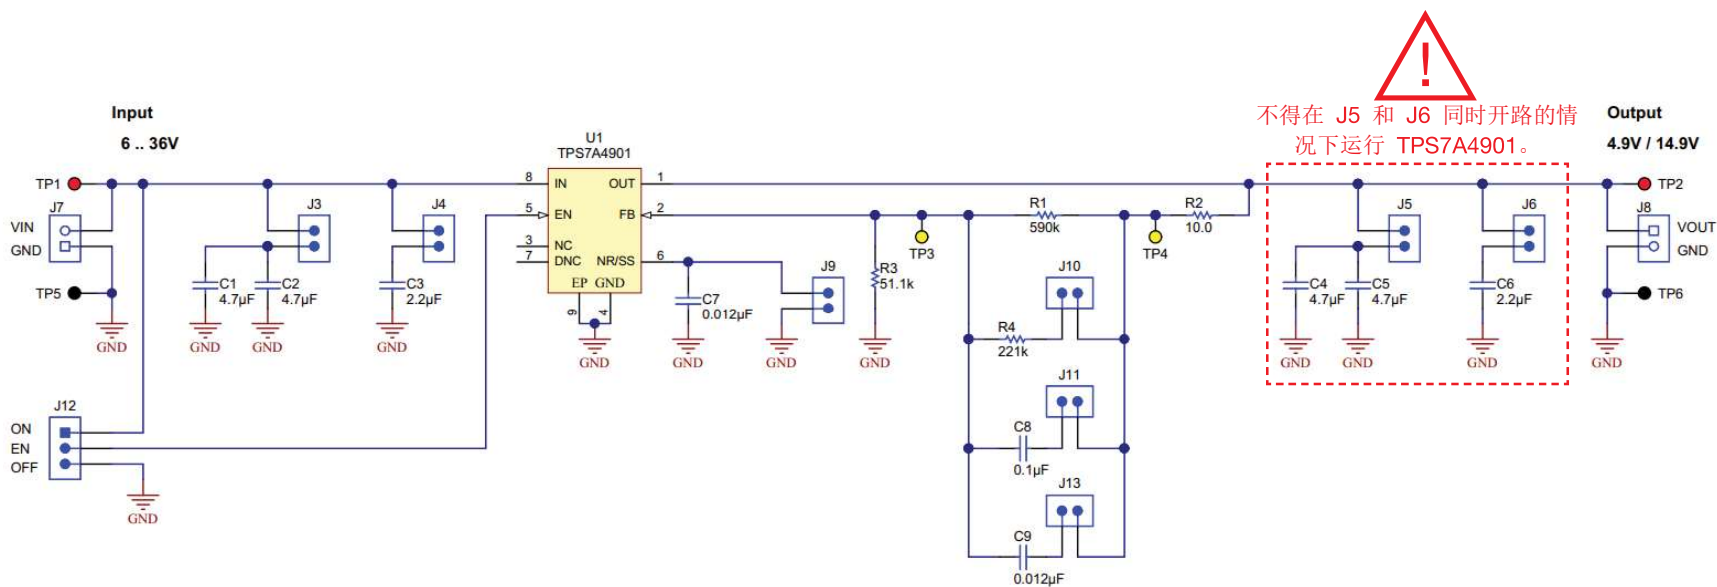 不得在 J5 和 J6 同时开路的情
况下运行 TPS7A4901。
Input
6 .. 36V
Output
4.9V / 14.9V
U1
TPS7A4901
TP1
J7
VIN
GND
TP5
GND
J12
ON
EN
OFF
GND
J3
C1
4.7µF
C2
4.7µF
GND
GND
J4
C3
2.2µF
GND
8
IN
OUT
1
5
EN
FB
2
3
NC
7
DNC
NR/SS
6
EP
GND
9
4
GND
C7
0.012µF
GND
J9
GND
R3
51.1k
GND
TP3
R1
590k
TP4
R2
10.0
J10
R4
221k
J11
C8
0.1µF
J13
C9
0.012µF
J5
C4
4.7µF
C5
4.7µF
GND
GND
J6
C6
2.2µF
GND
TP2
J8
VOUT
GND
TP6
GND